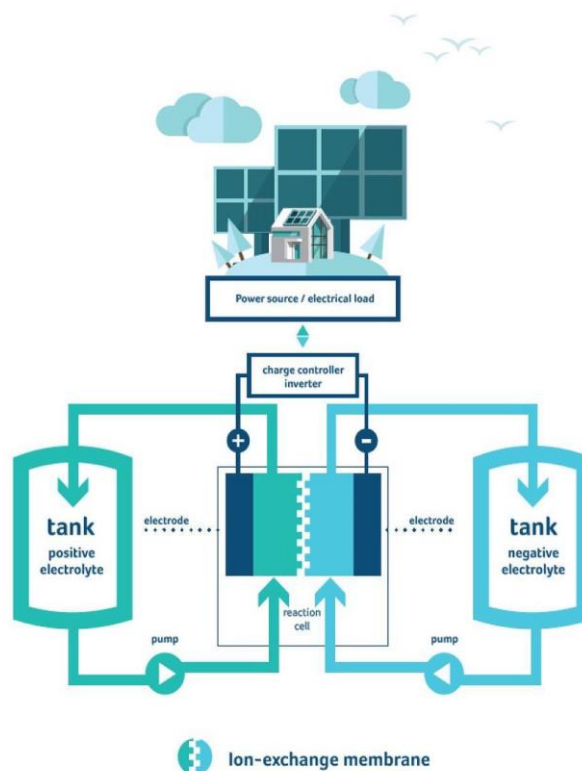 Power source / electrical load
charge controller
inverter
+
-
tank
positive
electrolyte
electrode
electrode
tank
negative
electrolyte
reaction
cell
pump
pump
Ion-exchange membrane